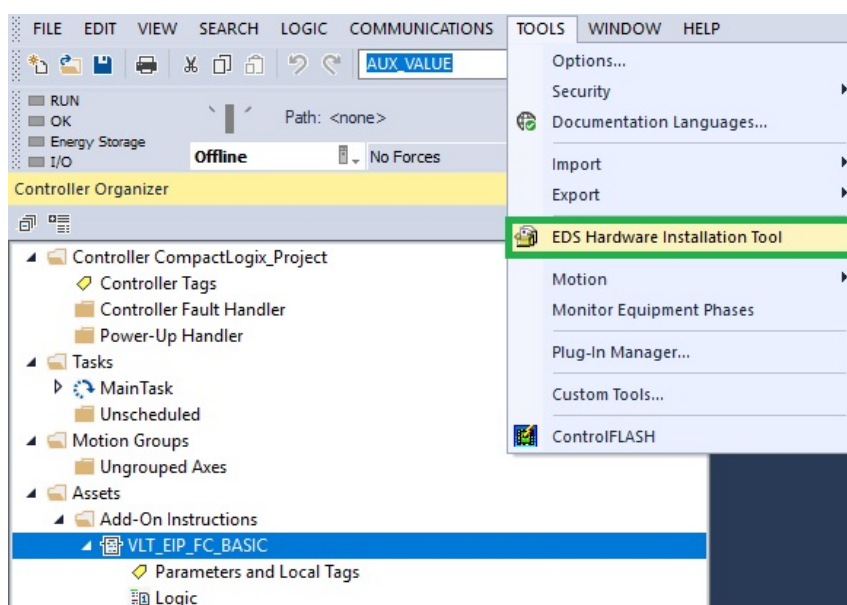 FILE EDIT VIEW SEARCH LOGIC COMMUNICATIONS TOOLS WINDOW HELP
AUX_VALUE
RUN
OK
Energy Storage
I/O
Path: <none>
Offline
No Forces
Controller Organizer
Controller CompactLogix_Project
Controller Tags
Controller Fault Handler
Power-Up Handler
Tasks
MainTask
Unscheduled
Motion Groups
Ungrouped Axes
Assets
Add-On Instructions
VLT_EIP_FC_BASIC
Parameters and Local Tags
Logic
Options...
Security
Documentation Languages...
Import
Export
EDS Hardware Installation Tool
Motion
Monitor Equipment Phases
Plug-In Manager...
Custom Tools...
ControlFLASH